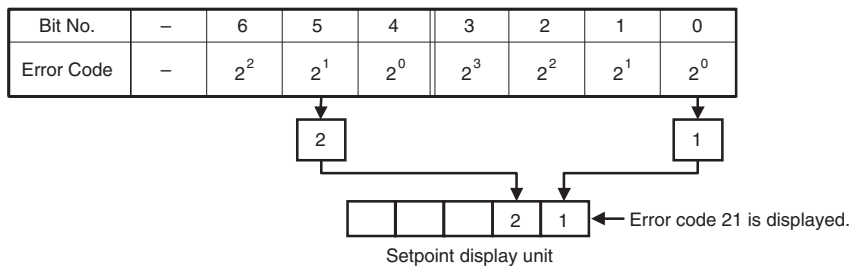 Bit No. – 6 5 4 3 2 1 0
Error Code – 2² 2¹ 2⁰ 2³ 2² 2¹ 2⁰
2 1
2 1 Error code 21 is displayed.
Setpoint display unit